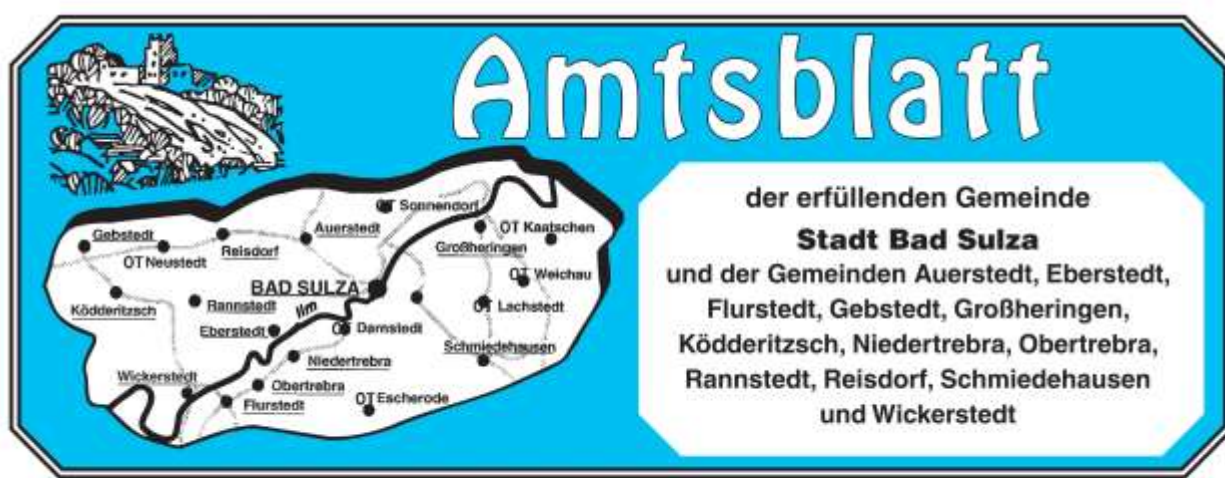 Amtsblatt
der erfüllenden Gemeinde
Stadt Bad Sulza
und der Gemeinden Auerstedt, Eberstedt,
Flurstedt, Gebstedt, Großheringen,
Ködderitzsch, Niedertrebra, Obertrebra,
Rannstedt, Reisdorf, Schmiedehausen
und Wickerstedt
OT Sonnendorf
Auerstedt
OT Kaatschen
Gebstedt
Reisdorf
Großheringen
OT Neustedt
OT Weichau
BAD SULZA
Ködderitzsch
Rannstedt
Ilm
OT Lachstedt
Eberstedt
OT Damstedt
Schmiedehausen
Niedertrebra
Wickerstedt
Obertrebra
OT Escherode
Flurstedt